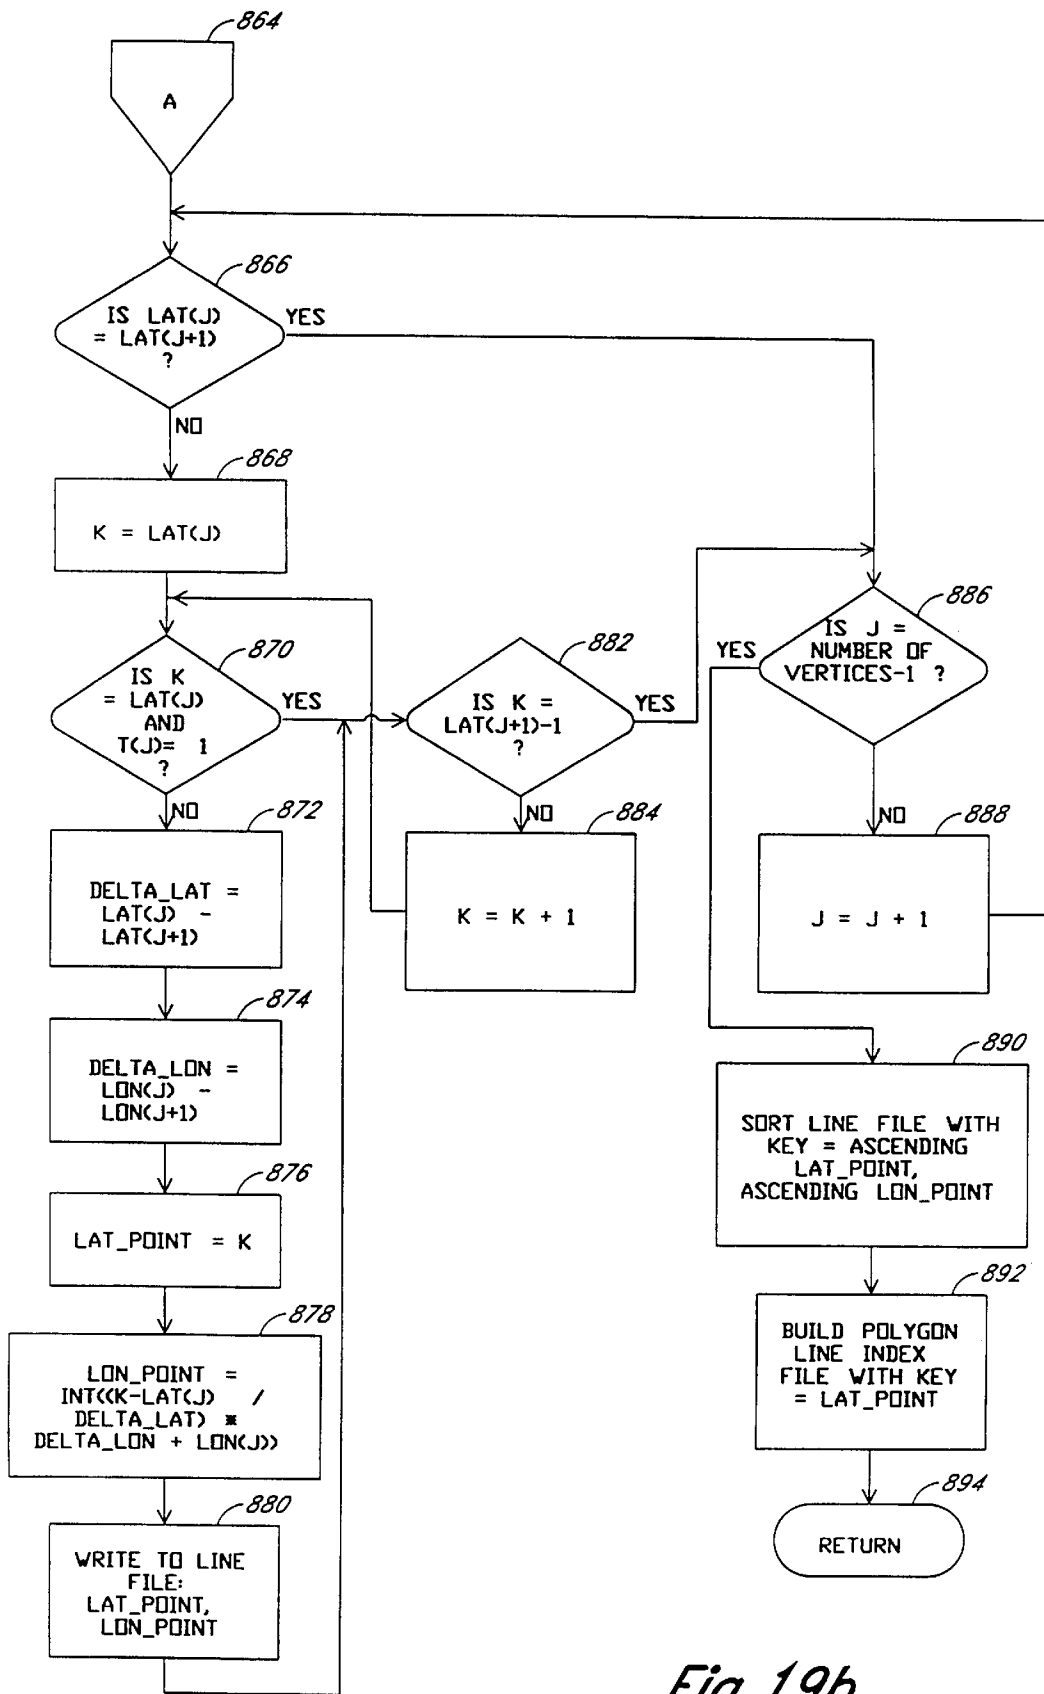 864
A
866
IS LAT(J)
= LAT(J+1)
?
YES
NO
868
K = LAT(J)
870
IS K
= LAT(J)
AND
T(J)= 1
?
YES
NO
872
DELTA_LAT =
LAT(J) -
LAT(J+1)
874
DELTA_LON =
LON(J) -
LON(J+1)
876
LAT_POINT = K
878
LON_POINT =
INT((K-LAT(J) /
DELTA_LAT) *
DELTA_LON + LON(J))
880
WRITE TO LINE
FILE:
LAT_POINT,
LON_POINT
882
IS K =
LAT(J+1)-1
?
YES
NO
884
K = K + 1
886
IS J =
NUMBER OF
VERTICES-1 ?
YES
NO
888
J = J + 1
890
SORT LINE FILE WITH
KEY = ASCENDING
LAT_POINT,
ASCENDING LON_POINT
892
BUILD POLYGON
LINE INDEX
FILE WITH KEY
= LAT_POINT
894
RETURN
Fig. 19b